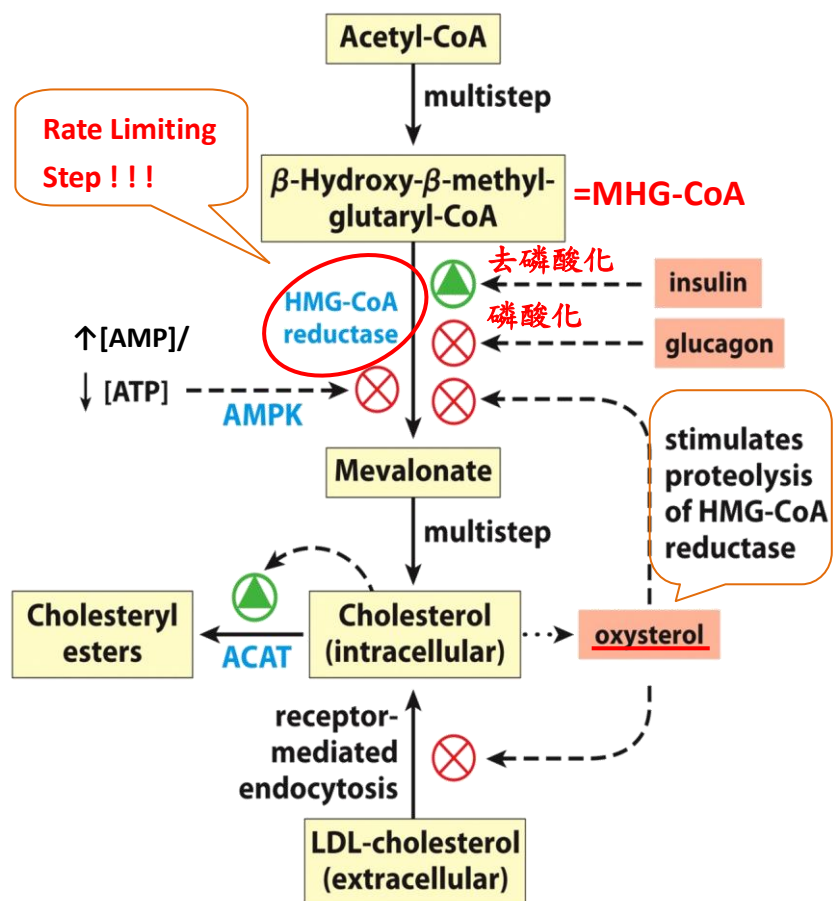 Acetyl-CoA
multistep
Rate Limiting
Step ! ! !
β-Hydroxy-β-methyl-
glutaryl-CoA
=MHG-CoA
去磷酸化
insulin
HMG-CoA
reductase
磷酸化
glucagon
↑[AMP]/
↓ [ATP]
AMPK
stimulates
proteolysis
of HMG-CoA
reductase
Mevalonate
multistep
Cholesteryl
esters
ACAT
Cholesterol
(intracellular)
oxysterol
receptor-
mediated
endocytosis
LDL-cholesterol
(extracellular)